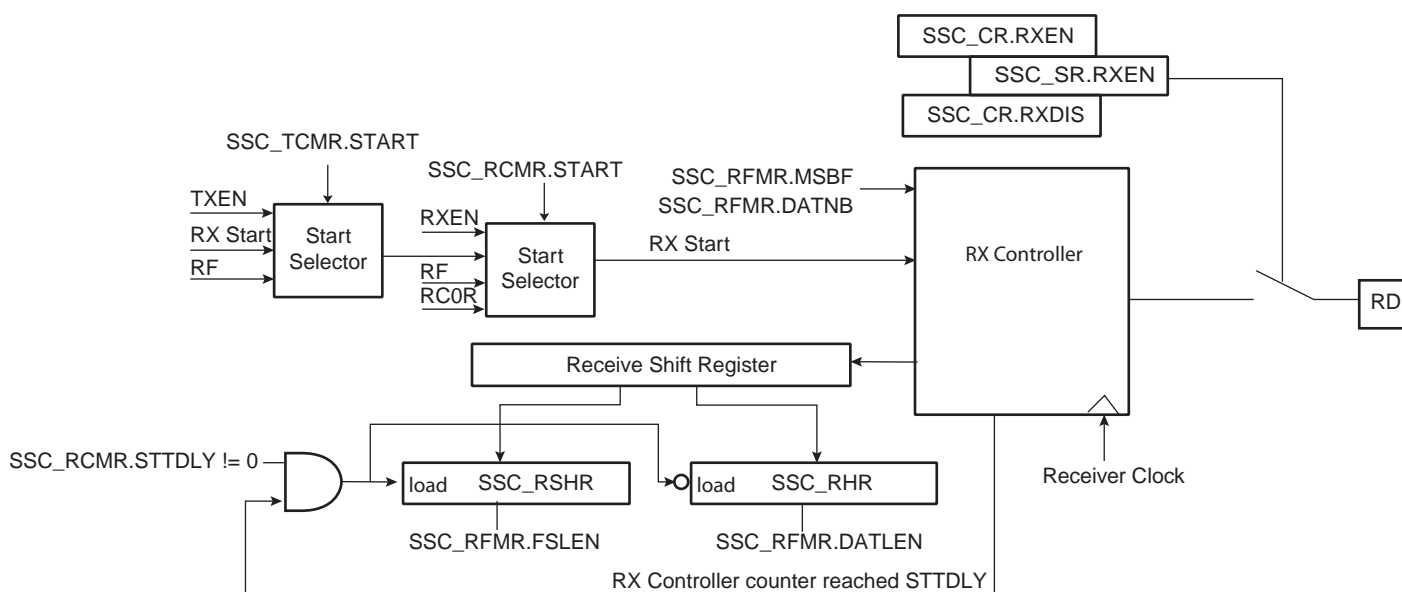 SSC_CR.RXEN
SSC_SR.RXEN
SSC_CR.RXDIS
SSC_TCMR.START
SSC_RCMR.START
SSC_RFMR.MSBF
SSC_RFMR.DATNB
TXEN
RX Start
RF
Start
Selector
RXEN
RF
RC0R
Start
Selector
RX Start
RX Controller
RD
Receive Shift Register
SSC_RCMR.STTDLY != 0
load
SSC_RSHR
load
SSC_RHR
Receiver Clock
SSC_RFMR.FSLEN
SSC_RFMR.DATLEN
RX Controller counter reached STTDLY